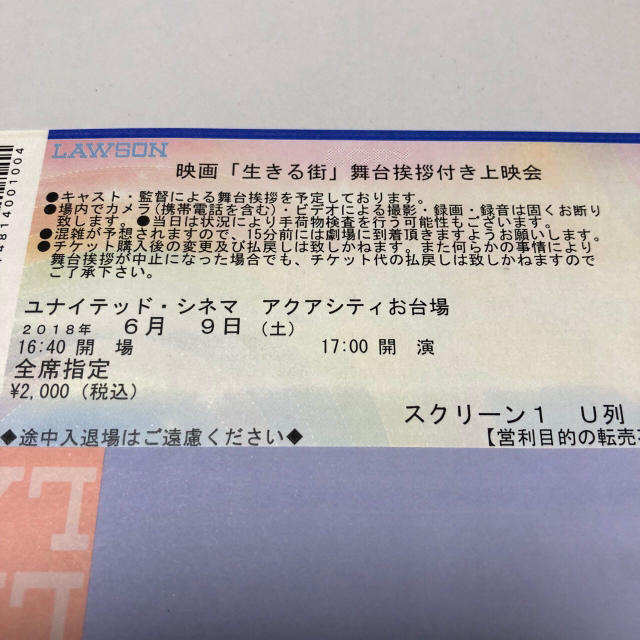 LAWSON
映画「生きる街」舞台挨拶付き上映会
●キャスト・監督による舞台挨拶を予定しております。
●場内でカメラ(携帯電話を含む)・ビデオによる撮影・録画・録音は固くお断り
致します。●当日は状況により手荷物検査を行う可能性もございます。
●混雑が予想されますので、15分前には劇場に到着頂きますようお願いします。
●チケット購入後の変更及び払戻しは致しかねます。また何らかの事情により
舞台挨拶が中止になった場合でも、チケット代の払戻しは致しかねますので
ご了承下さい。
ユナイテッド・シネマ アクアシティお台場
2018年 6月 9日(土)
16:40 開 場 17:00 開 演
全席指定
¥2,000(税込)
スクリーン1 U列
◆途中入退場はご遠慮ください◆ 【営利目的の転売
4814001004